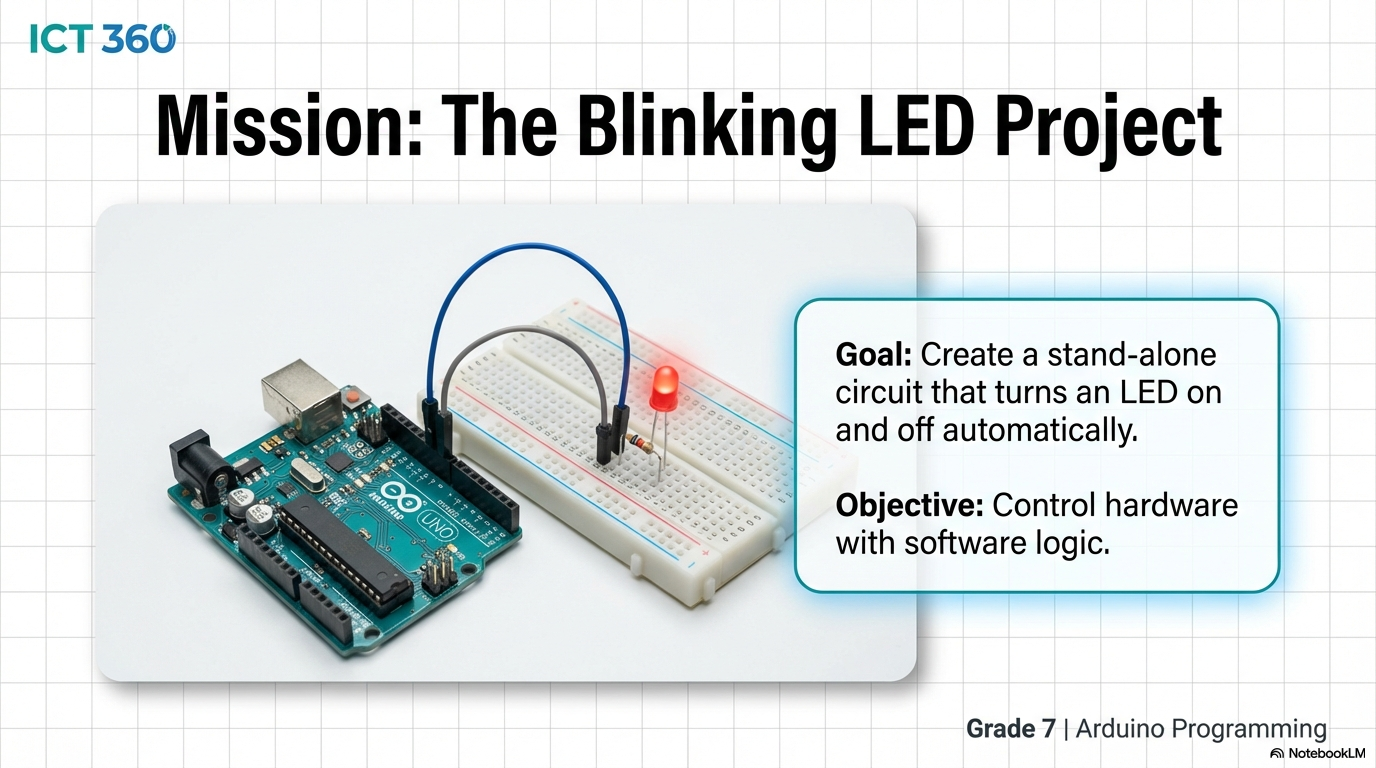 ICT 360
Mission: The Blinking LED Project
UNO
Goal: Create a stand-alone
circuit that turns an LED on
and off automatically.
Objective: Control hardware
with software logic.
Grade 7 | Arduino Programming
NotebookLM